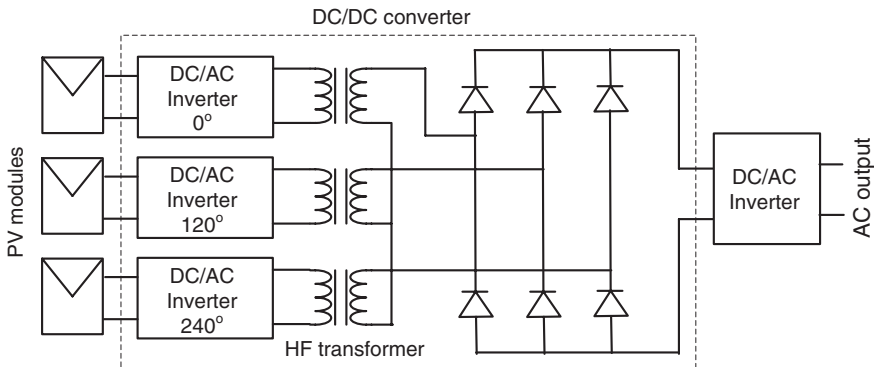 DC/DC converter
PV modules
DC/AC
Inverter
0°
DC/AC
Inverter
120°
DC/AC
Inverter
240°
HF transformer
DC/AC
Inverter
AC output